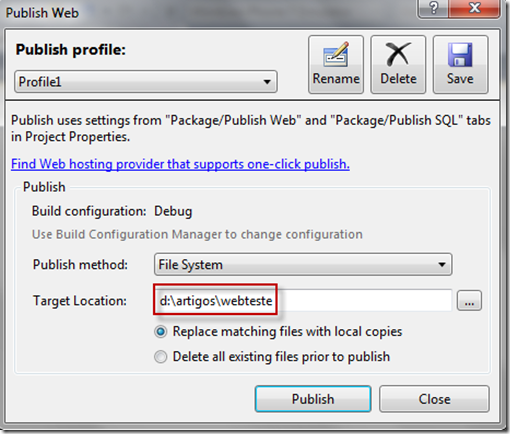 Publish Web
?
Publish profile:
Profile1
Rename
Delete
Save
Publish uses settings from "Package/Publish Web" and "Package/Publish SQL" tabs
in Project Properties.
Find Web hosting provider that supports one-click publish.
Publish
Build configuration: Debug
Use Build Configuration Manager to change configuration
Publish method: File System
Target Location: d:\artigos\webteste ...
Replace matching files with local copies
Delete all existing files prior to publish
Publish Close